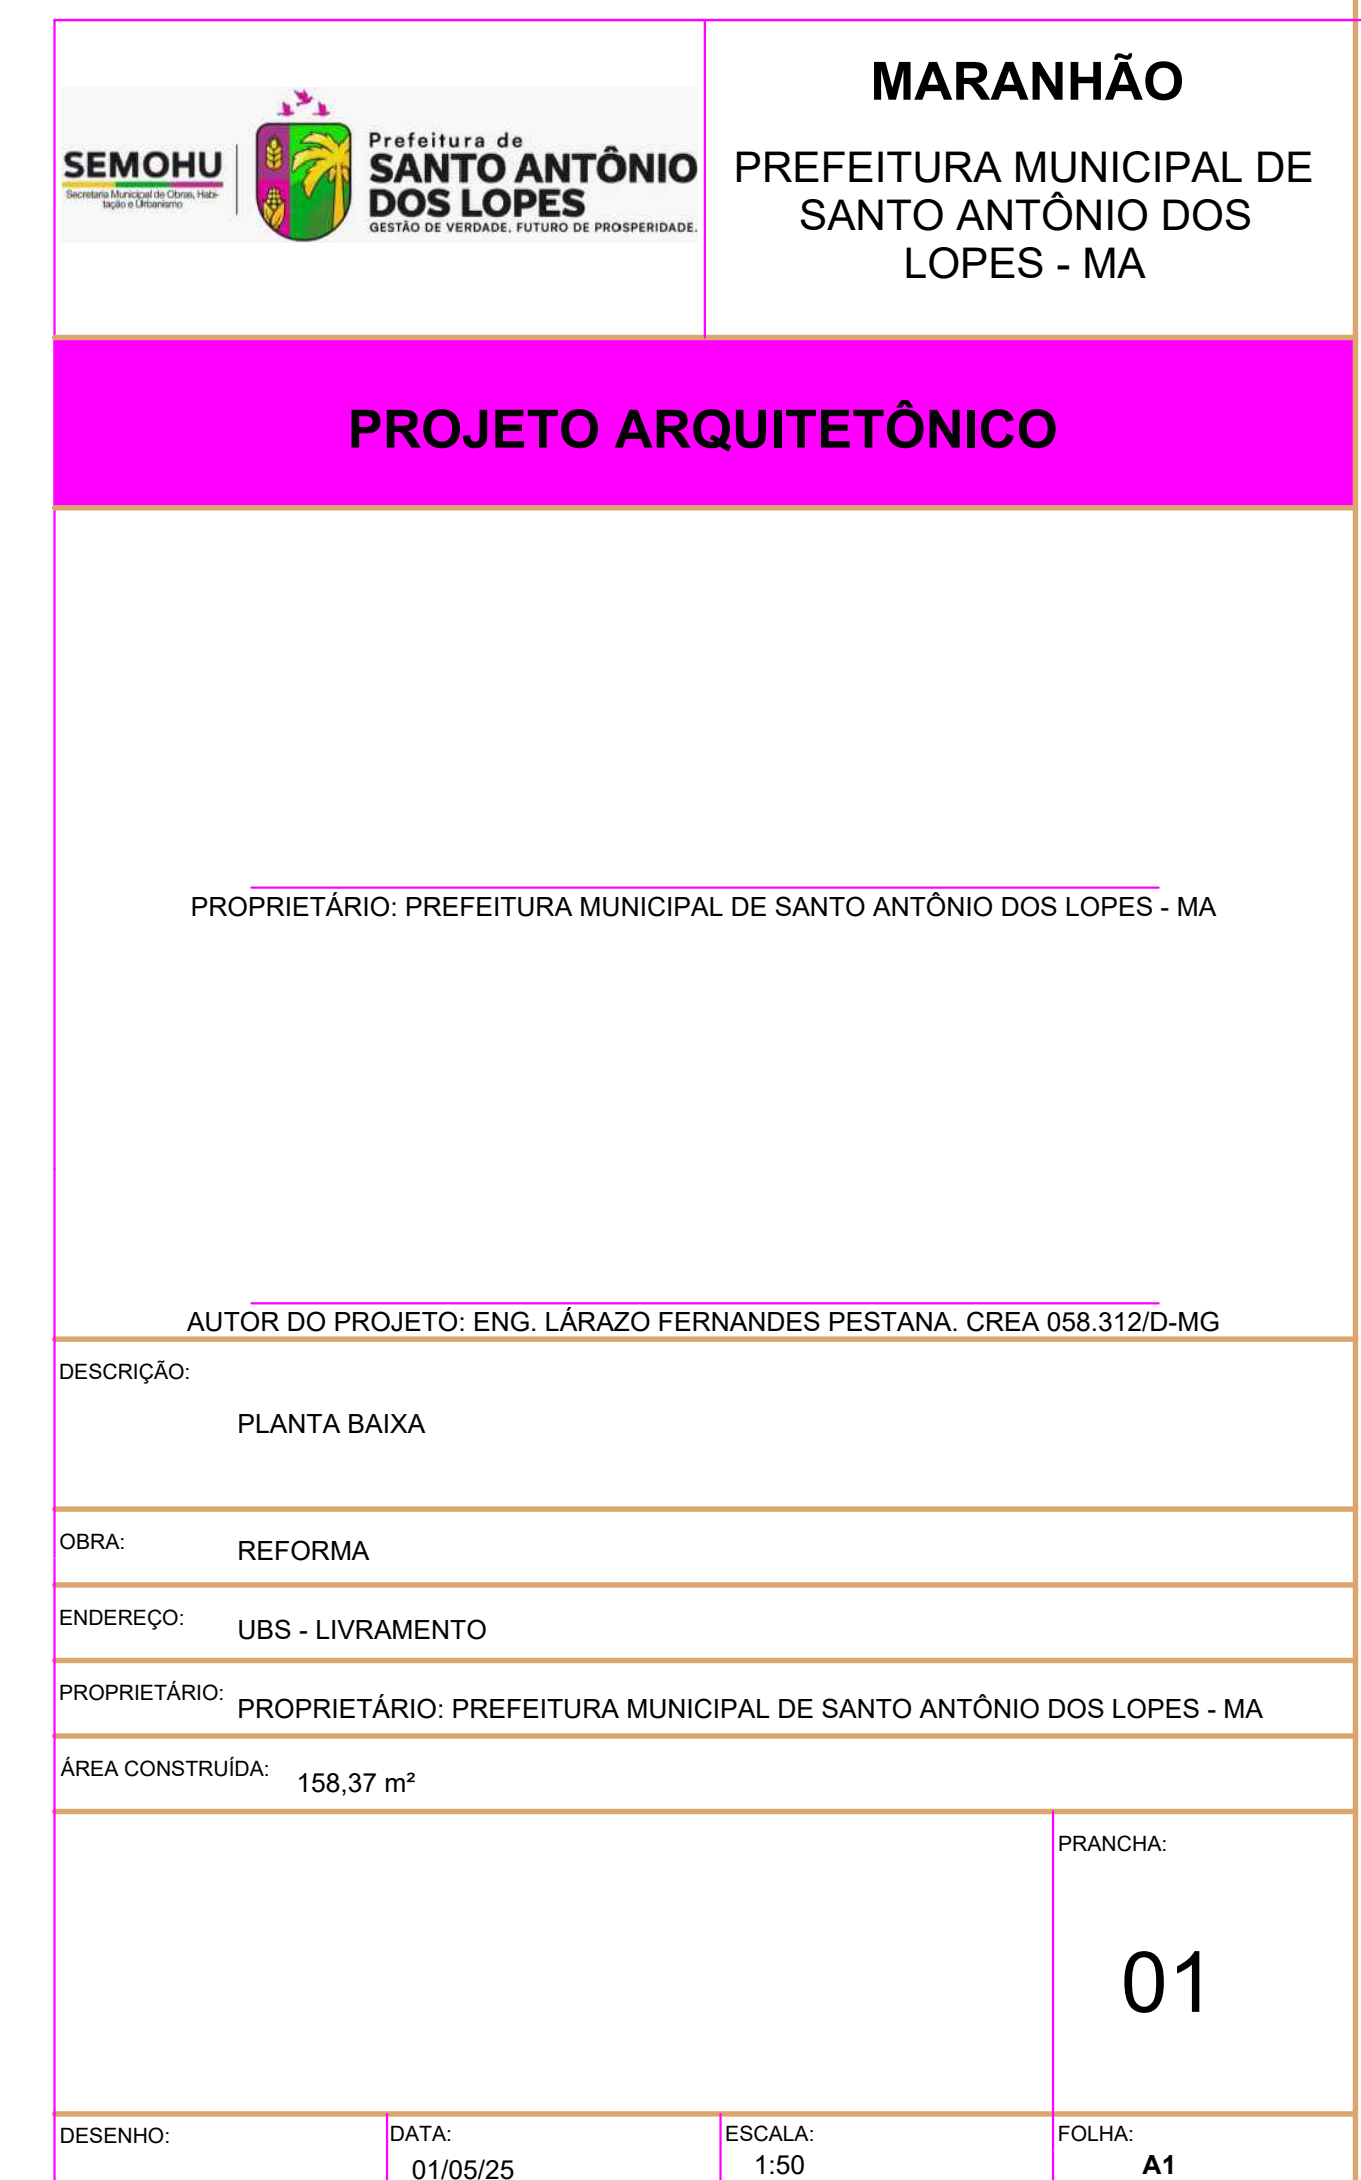 SEMOHU
Secretaria Municipal de Obras, Habi-
tação e Urbanismo
Prefeitura de
SANTO ANTÔNIO
DOS LOPES
GESTÃO DE VERDADE, FUTURO DE PROSPERIDADE.
MARANHÃO
PREFEITURA MUNICIPAL DE
SANTO ANTÔNIO DOS
LOPES - MA
PROJETO ARQUITETÔNICO
PROPRIETÁRIO: PREFEITURA MUNICIPAL DE SANTO ANTÔNIO DOS LOPES - MA
AUTOR DO PROJETO: ENG. LÁRAZO FERNANDES PESTANA. CREA 058.312/D-MG
DESCRIÇÃO:
PLANTA BAIXA
OBRA:
REFORMA
ENDEREÇO:
UBS - LIVRAMENTO
PROPRIETÁRIO:
PROPRIETÁRIO: PREFEITURA MUNICIPAL DE SANTO ANTÔNIO DOS LOPES - MA
ÁREA CONSTRUÍDA:
158,37 m²
PRANCHA:
01
DESENHO:
DATA:
01/05/25
ESCALA:
1:50
FOLHA:
A1